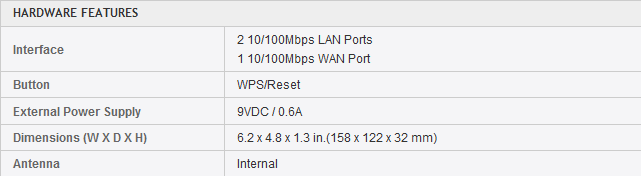 HARDWARE FEATURES
Interface
2 10/100Mbps LAN Ports
1 10/100Mbps WAN Port
Button
WPS/Reset
External Power Supply
9VDC / 0.6A
Dimensions (W X D X H)
6.2 x 4.8 x 1.3 in.(158 x 122 x 32 mm)
Antenna
Internal